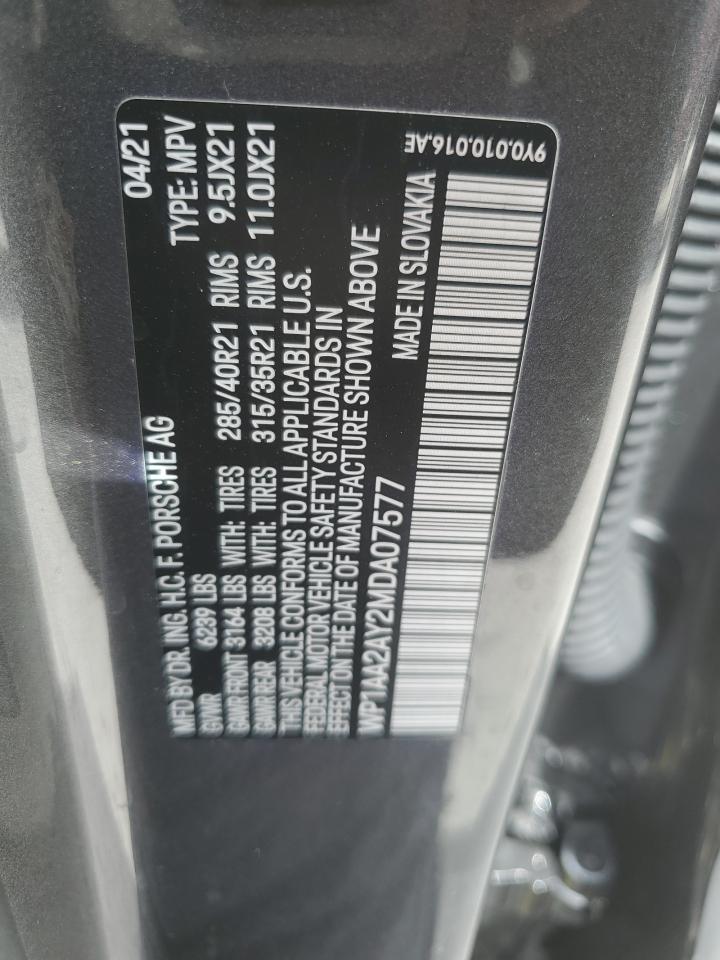 MFD BY DR. ING. H.C. F. PORSCHE AG 04/21
GVWR 6239 LBS TYPE: MPV
GAWR FRONT 3164 LBS WITH: TIRES 285/40R21 RIMS 9.5JX21
GAWR REAR 3208 LBS WITH: TIRES 315/35R21 RIMS 11.0JX21
THIS VEHICLE CONFORMS TO ALL APPLICABLE U.S.
FEDERAL MOTOR VEHICLE SAFETY STANDARDS IN
EFFECT ON THE DATE OF MANUFACTURE SHOWN ABOVE
WP1AA2AY2MDA07577 MADE IN SLOVAKIA
9Y0.010.016.AE